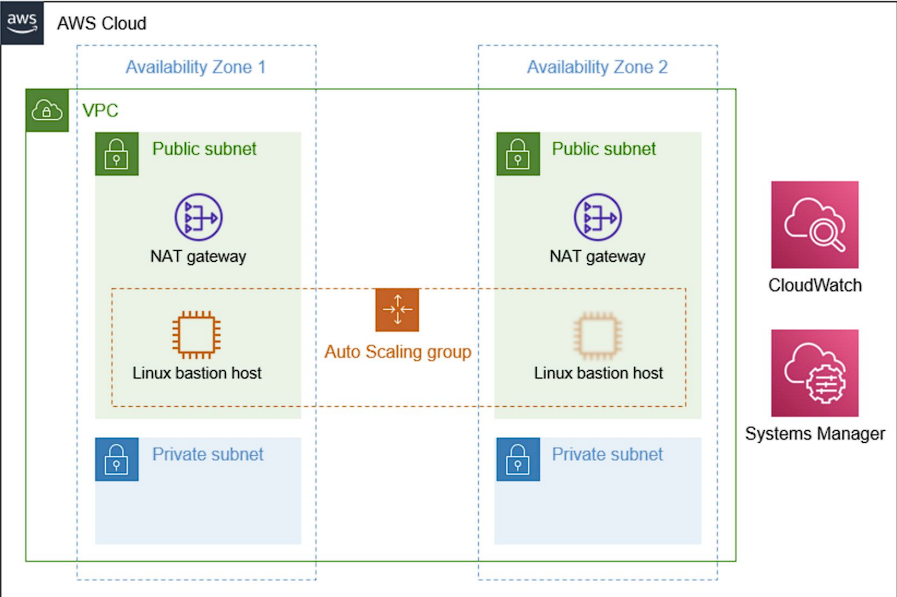 aws
AWS Cloud
Availability Zone 1
Availability Zone 2
VPC
Public subnet
Public subnet
NAT gateway
NAT gateway
CloudWatch
Auto Scaling group
Linux bastion host
Linux bastion host
Systems Manager
Private subnet
Private subnet